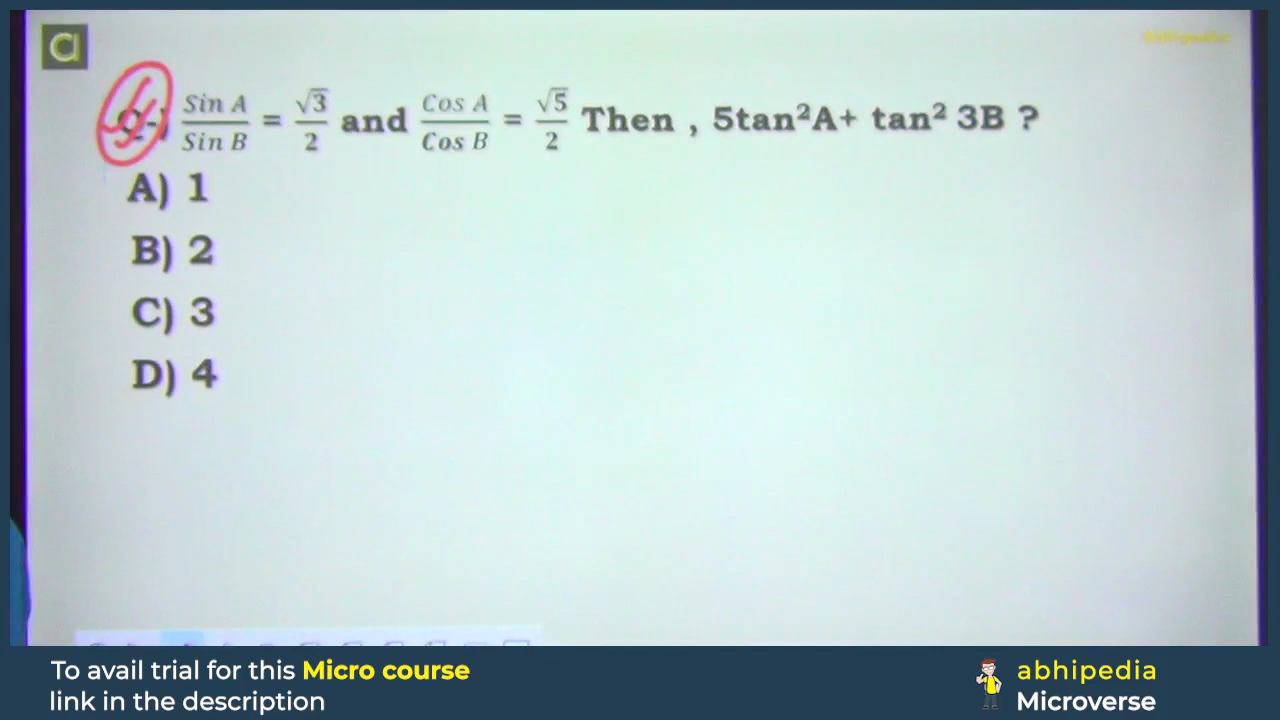 a
Q-) Sin A / Sin B = √3 / 2 and Cos A / Cos B = √5 / 2 Then , 5tan²A+ tan² 3B ?
A) 1
B) 2
C) 3
D) 4
To avail trial for this Micro course
link in the description
abhipedia
Microverse